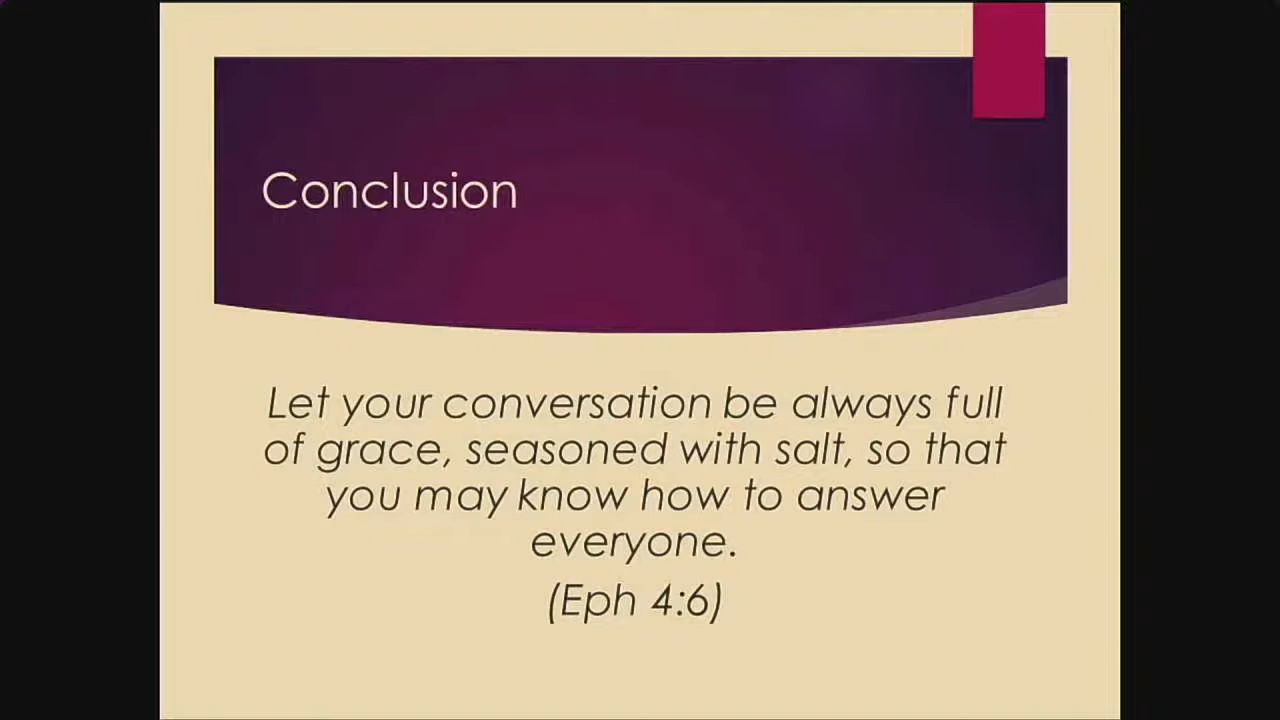 Conclusion
Let your conversation be always full
of grace, seasoned with salt, so that
you may know how to answer
everyone.
(Eph 4:6)